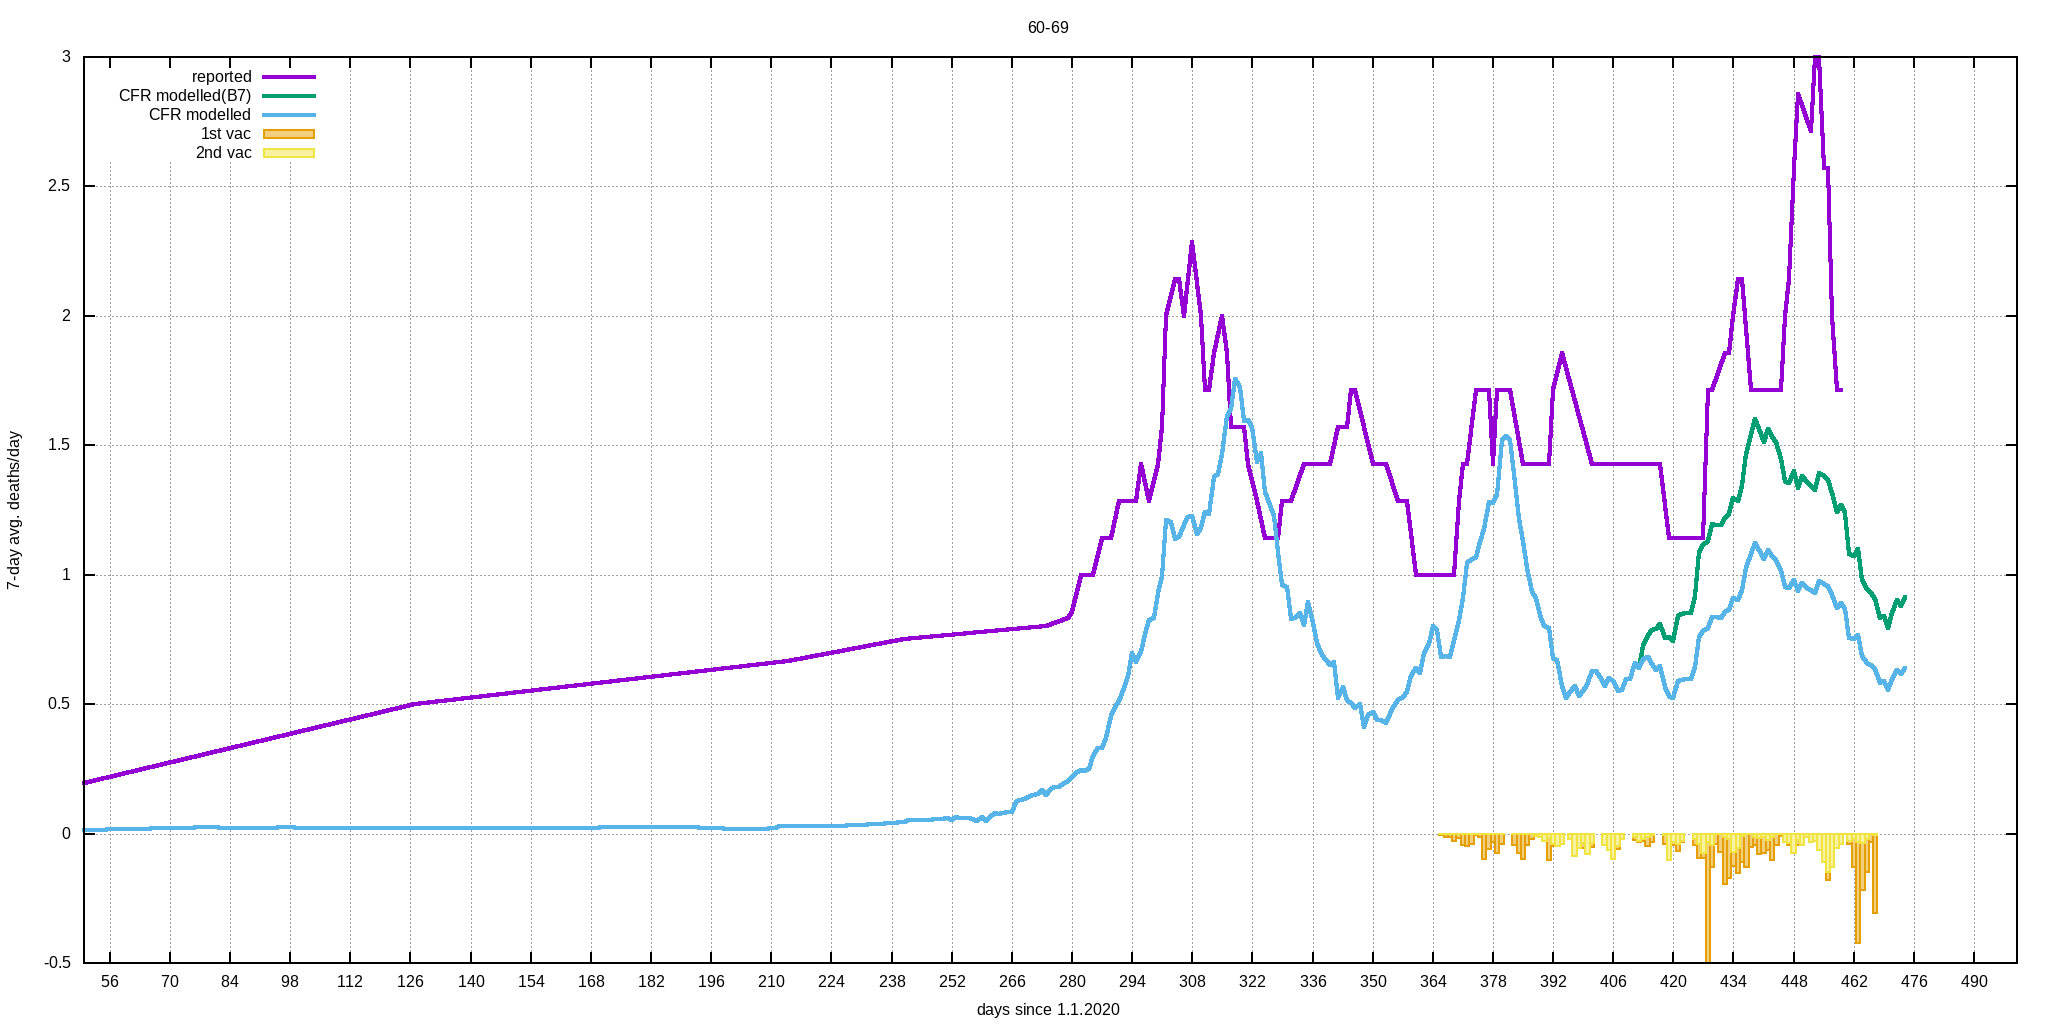 60-69
reported
CFR modelled(B7)
CFR modelled
1st vac
2nd vac
3
2.5
2
1.5
1
0.5
0
-0.5
7-day avg. deaths/day
56 70 84 98 112 126 140 154 168 182 196 210 224 238 252 266 280 294 308 322 336 350 364 378 392 406 420 434 448 462 476 490
days since 1.1.2020